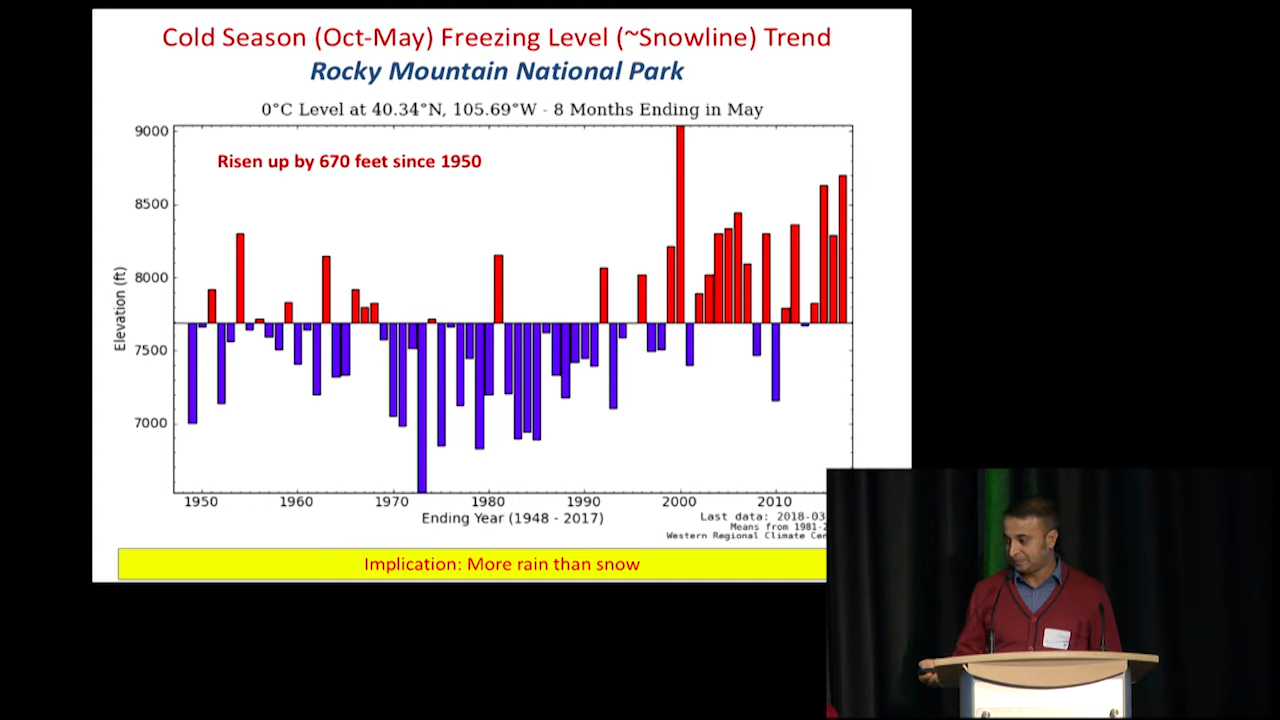 Cold Season (Oct-May) Freezing Level (~Snowline) Trend
Rocky Mountain National Park
0°C Level at 40.34°N, 105.69°W - 8 Months Ending in May
Risen up by 670 feet since 1950
9000
8500
8000
7500
7000
Elevation (ft)
1950 1960 1970 1980 1990 2000 2010
Ending Year (1948 - 2017)
Last data: 2018-03
Means from 1981-2
Western Regional Climate Cen
Implication: More rain than snow